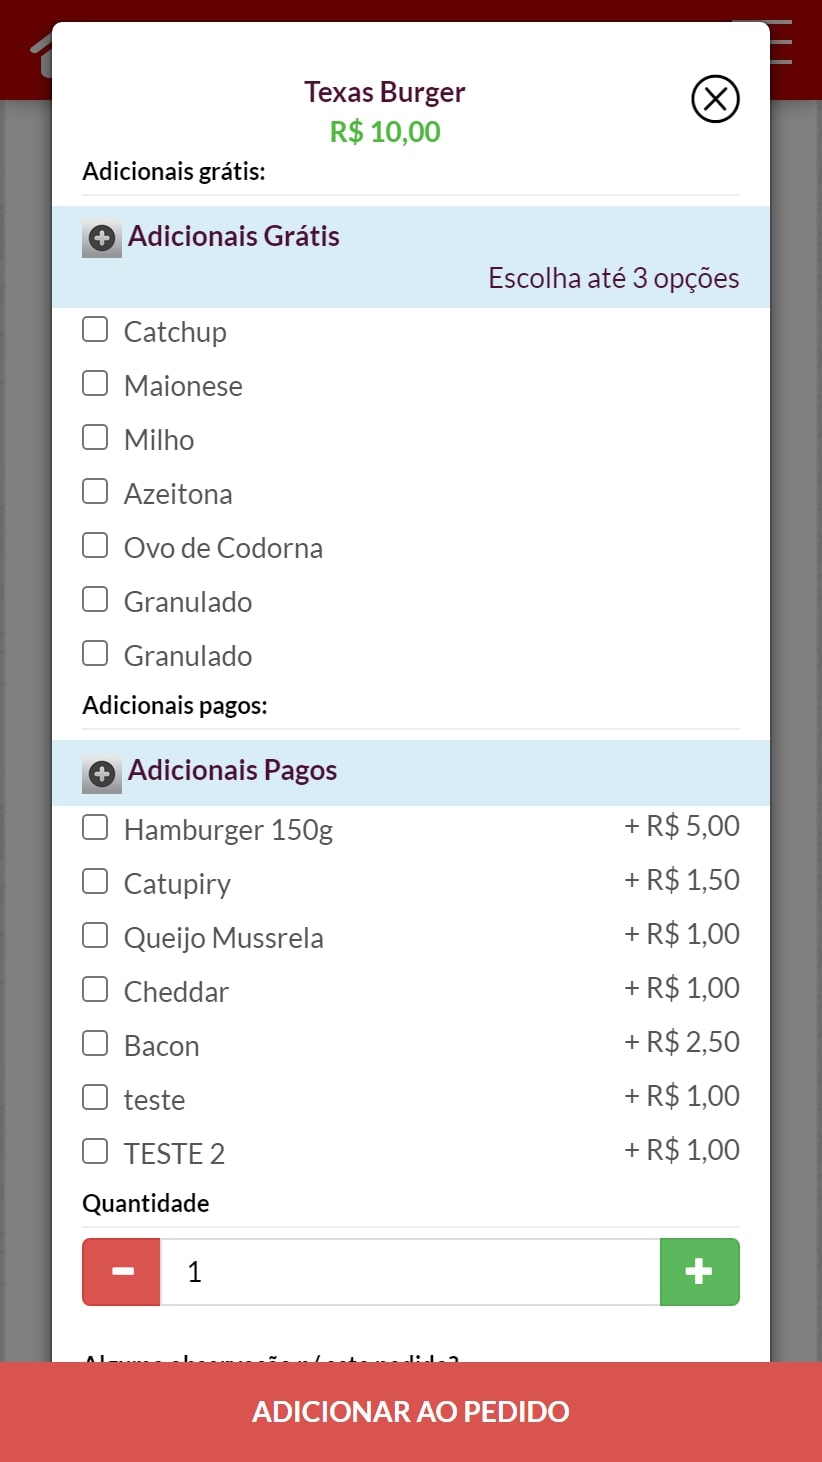 Texas Burger
R$ 10,00
Adicionais grátis:
Adicionais Grátis
Escolha até 3 opções
Catchup
Maionese
Milho
Azeitona
Ovo de Codorna
Granulado
Granulado
Adicionais pagos:
Adicionais Pagos
Hamburger 150g + R$ 5,00
Catupiry + R$ 1,50
Queijo Mussrela + R$ 1,00
Cheddar + R$ 1,00
Bacon + R$ 2,50
teste + R$ 1,00
TESTE 2 + R$ 1,00
Quantidade
1
ADICIONAR AO PEDIDO